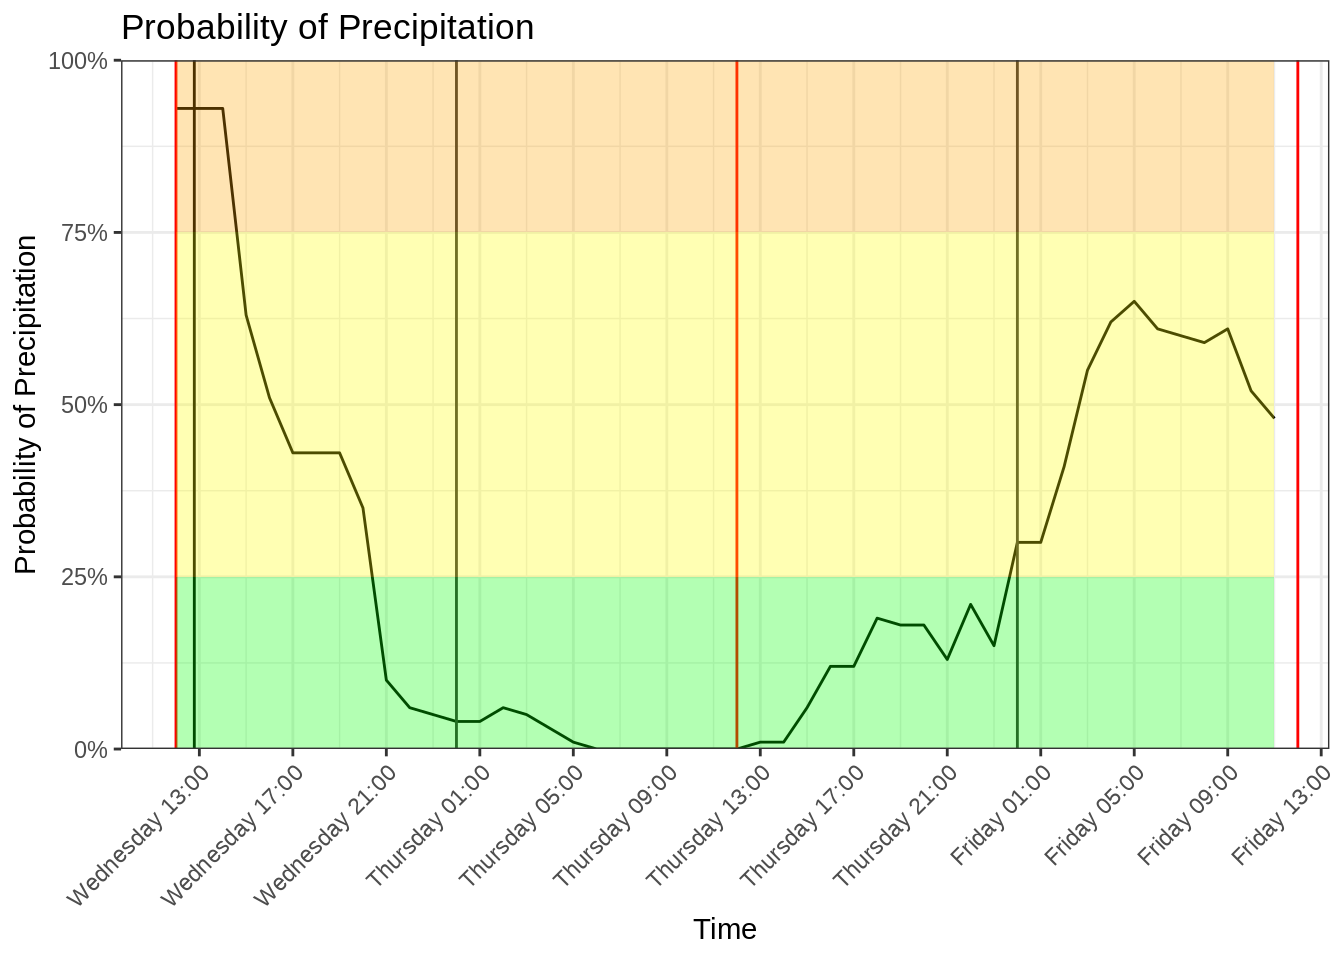 Probability of Precipitation
Probability of Precipitation
100%
75%
50%
25%
0%
Wednesday 13:00
Wednesday 17:00
Wednesday 21:00
Thursday 01:00
Thursday 05:00
Thursday 09:00
Thursday 13:00
Thursday 17:00
Thursday 21:00
Friday 01:00
Friday 05:00
Friday 09:00
Friday 13:00
Time